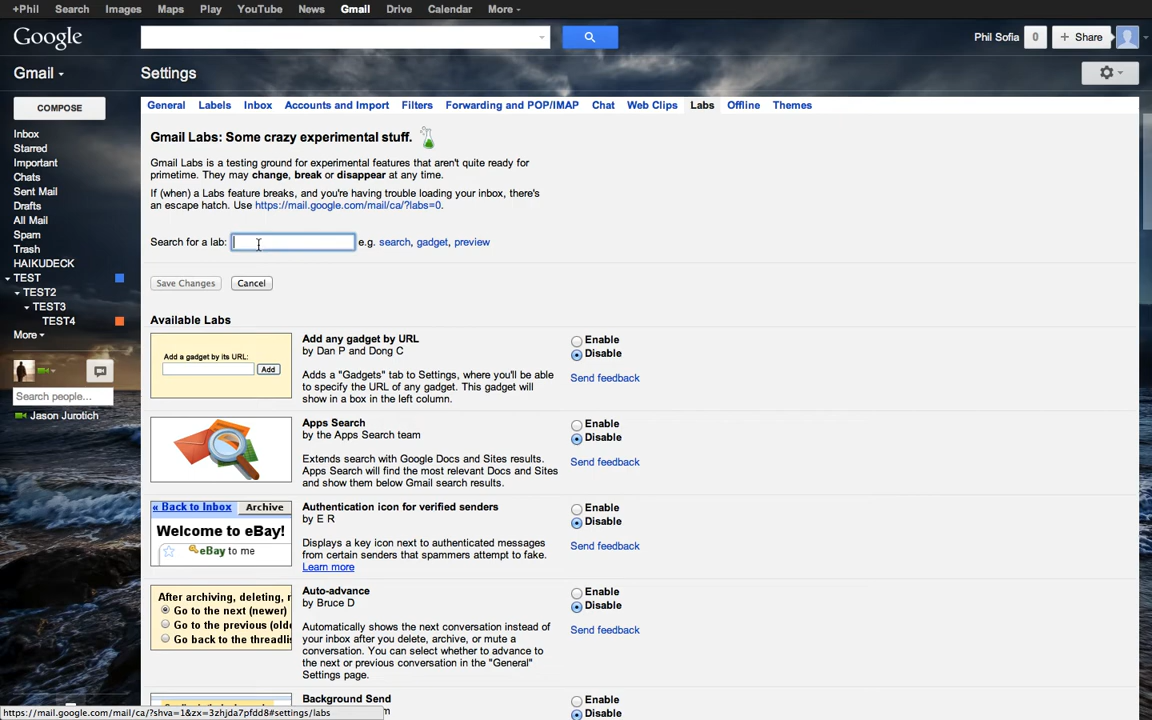 +Phil Search Images Maps Play YouTube News Gmail Drive Calendar More
Google
Phil Sofia 0 + Share
Gmail Settings
COMPOSE
Inbox
Starred
Important
Chats
Sent Mail
Drafts
All Mail
Spam
Trash
HAIKUDECK
TEST
TEST2
TEST3
TEST4
More
Search people...
Jason Jurotich
General Labels Inbox Accounts and Import Filters Forwarding and POP/IMAP Chat Web Clips Labs Offline Themes
Gmail Labs: Some crazy experimental stuff.
Gmail Labs is a testing ground for experimental features that aren't quite ready for
primetime. They may change, break or disappear at any time.
If (when) a Labs feature breaks, and you're having trouble loading your inbox, there's
an escape hatch. Use https://mail.google.com/mail/ca/?labs=0.
Search for a lab: e.g. search, gadget, preview
Save Changes Cancel
Available Labs
Add a gadget by its URL:
Add
Add any gadget by URL
by Dan P and Dong C
Adds a "Gadgets" tab to Settings, where you'll be able
to specify the URL of any gadget. This gadget will
show in a box in the left column.
Enable
Disable
Send feedback
Apps Search
by the Apps Search team
Extends search with Google Docs and Sites results.
Apps Search will find the most relevant Docs and Sites
and show them below Gmail search results.
Enable
Disable
Send feedback
« Back to Inbox Archive
Welcome to eBay!
eBay to me
Authentication icon for verified senders
by E R
Displays a key icon next to authenticated messages
from certain senders that spammers attempt to fake.
Learn more
Enable
Disable
Send feedback
After archiving, deleting,
Go to the next (newer)
Go to the previous (old
Go back to the threadli
Auto-advance
by Bruce D
Automatically shows the next conversation instead of
your inbox after you delete, archive, or mute a
conversation. You can select whether to advance to
the next or previous conversation in the "General"
Settings page.
Enable
Disable
Send feedback
Background Send
Enable
Disable
https://mail.google.com/mail/ca/?shva=1&zx=3zhjda7pfdd8#settings/labs